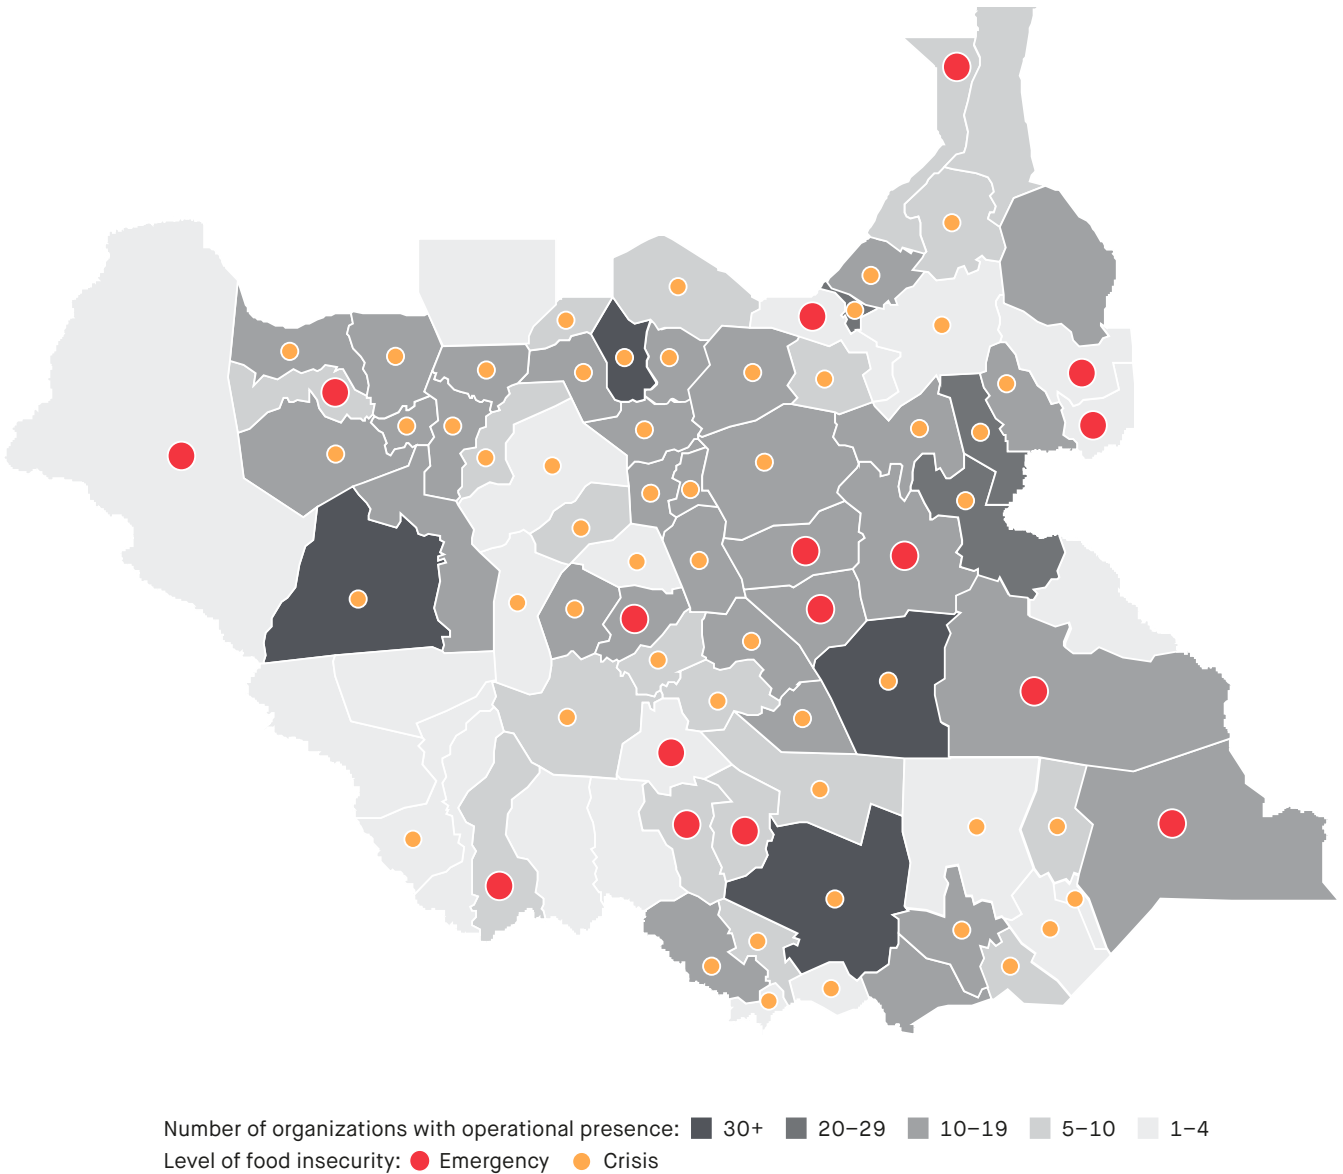 Number of organizations with operational presence: 30+ 20–29 10–19 5–10 1–4
Level of food insecurity: Emergency Crisis